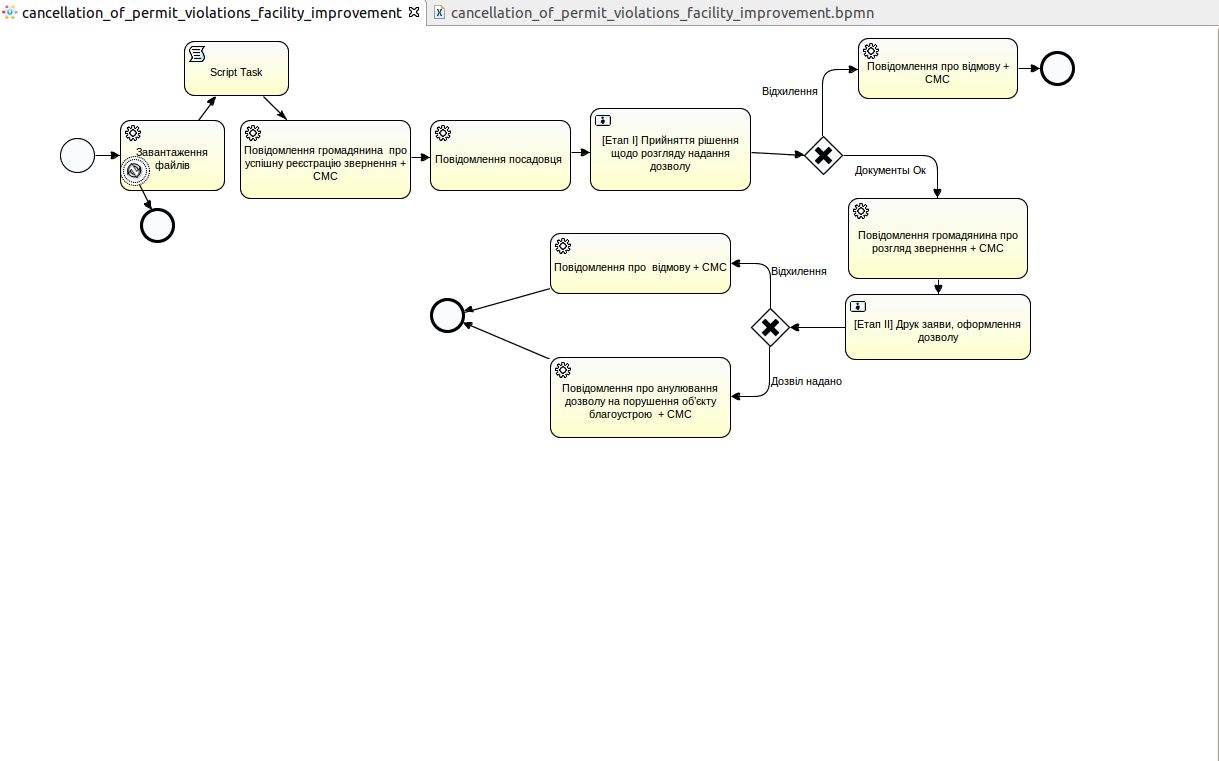 cancellation_of_permit_violations_facility_improvement
cancellation_of_permit_violations_facility_improvement.bpmn
Script Task
Завантаження
файлів
Повідомлення громадянина про
успішну реєстрацію звернення +
СМС
Повідомлення посадовця
[Етап I] Прийняття рішення
щодо розгляду надання
дозволу
Відхилення
Повідомлення про відмову +
СМС
Документы Ок
Повідомлення громадянина про
розгляд звернення + СМС
[Етап II] Друк заяви, оформлення
дозволу
Відхилення
Повідомлення про відмову + СМС
Дозвіл надано
Повідомлення про анулювання
дозволу на порушення об'єкту
благоустрою + СМС